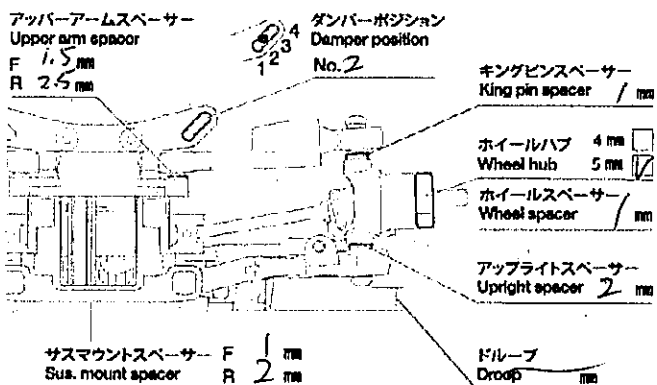 アッパーアームスペーサー
Upper arm spacer
F 1.5 mm
R 2.5 mm
1 2 3 4
ダンパーポジション
Damper position
No. 2
キングピンスペーサー
King pin spacer 1 mm
ホイールハブ 4 mm
Wheel hub 5 mm
ホイールスペーサー
Wheel spacer 1 mm
アップライトスペーサー
Upright spacer 2 mm
サスマウントスペーサー F 1 mm
Sus. mount spacer R 2 mm
ドループ
Droop mm